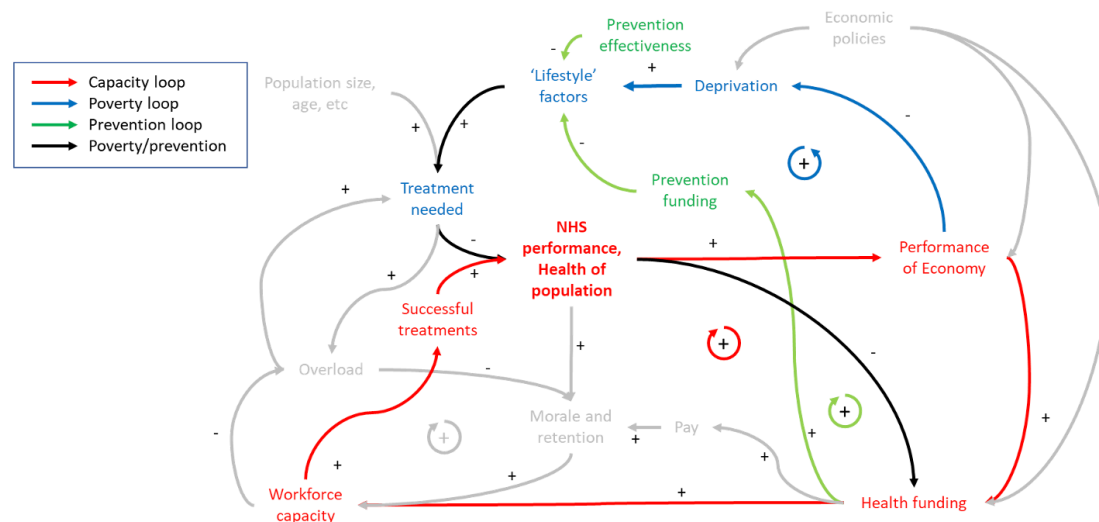 Capacity loop
Poverty loop
Prevention loop
Poverty/prevention
Population size,
age, etc
Prevention
effectiveness
Economic
policies
'Lifestyle'
factors
Deprivation
-
+
-
+
+
+
-
+
Treatment
needed
Prevention
funding
NHS
performance,
Health of
population
Performance
of Economy
-
+
+
+
Successful
treatments
+
+
-
Overload
-
Morale and
retention
Pay
+
+
+
-
+
+
+
+
+
+
Workforce
capacity
Health funding